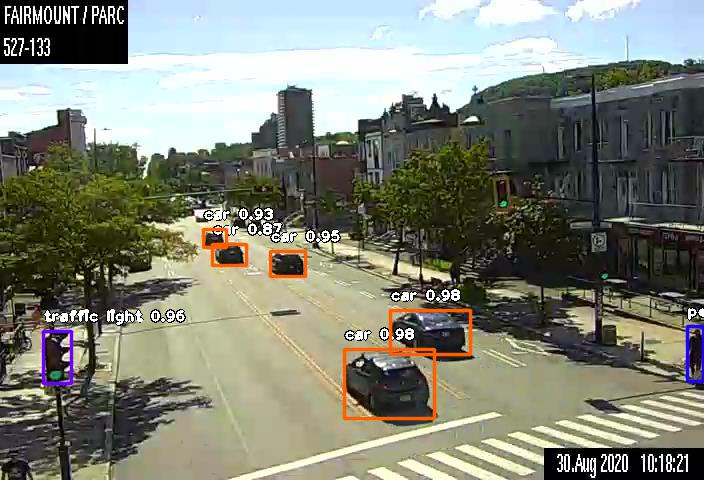 FAIRMOUNT / PARC
527-133
car 0.93
car 0.87
car 0.95
car 0.98
traffic light 0.96
car 0.98
pe
30.Aug 2020 10:18:21